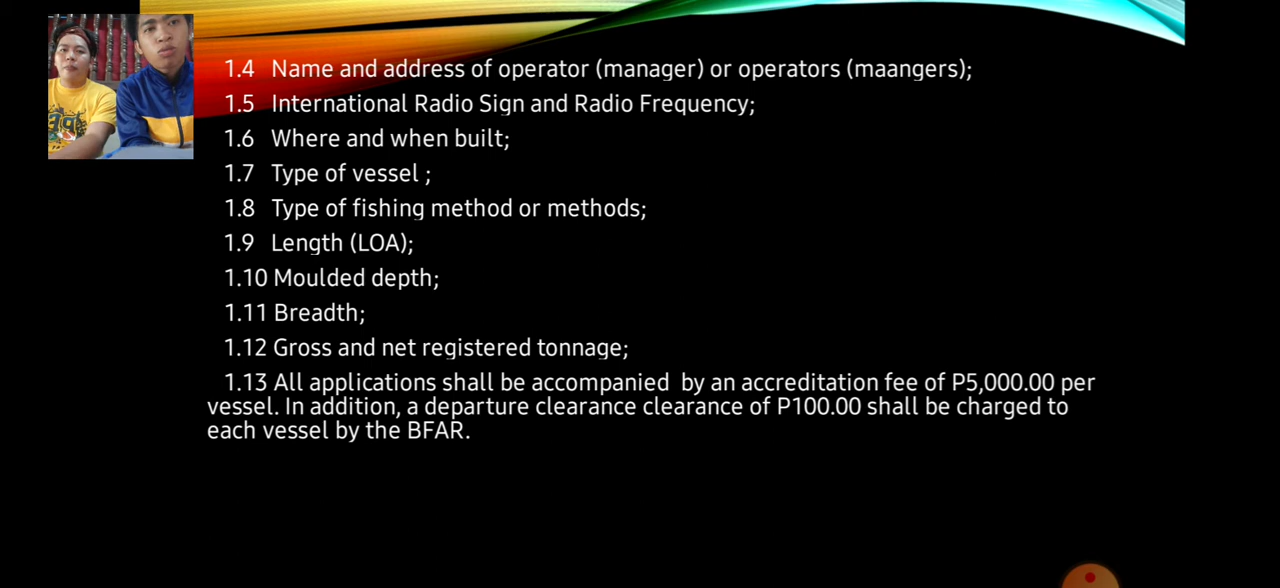 1.4 Name and address of operator (manager) or operators (maangers);
1.5 International Radio Sign and Radio Frequency;
1.6 Where and when built;
1.7 Type of vessel ;
1.8 Type of fishing method or methods;
1.9 Length (LOA);
1.10 Moulded depth;
1.11 Breadth;
1.12 Gross and net registered tonnage;
1.13 All applications shall be accompanied by an accreditation fee of P5,000.00 per
vessel. In addition, a departure clearance clearance of P100.00 shall be charged to
each vessel by the BFAR.